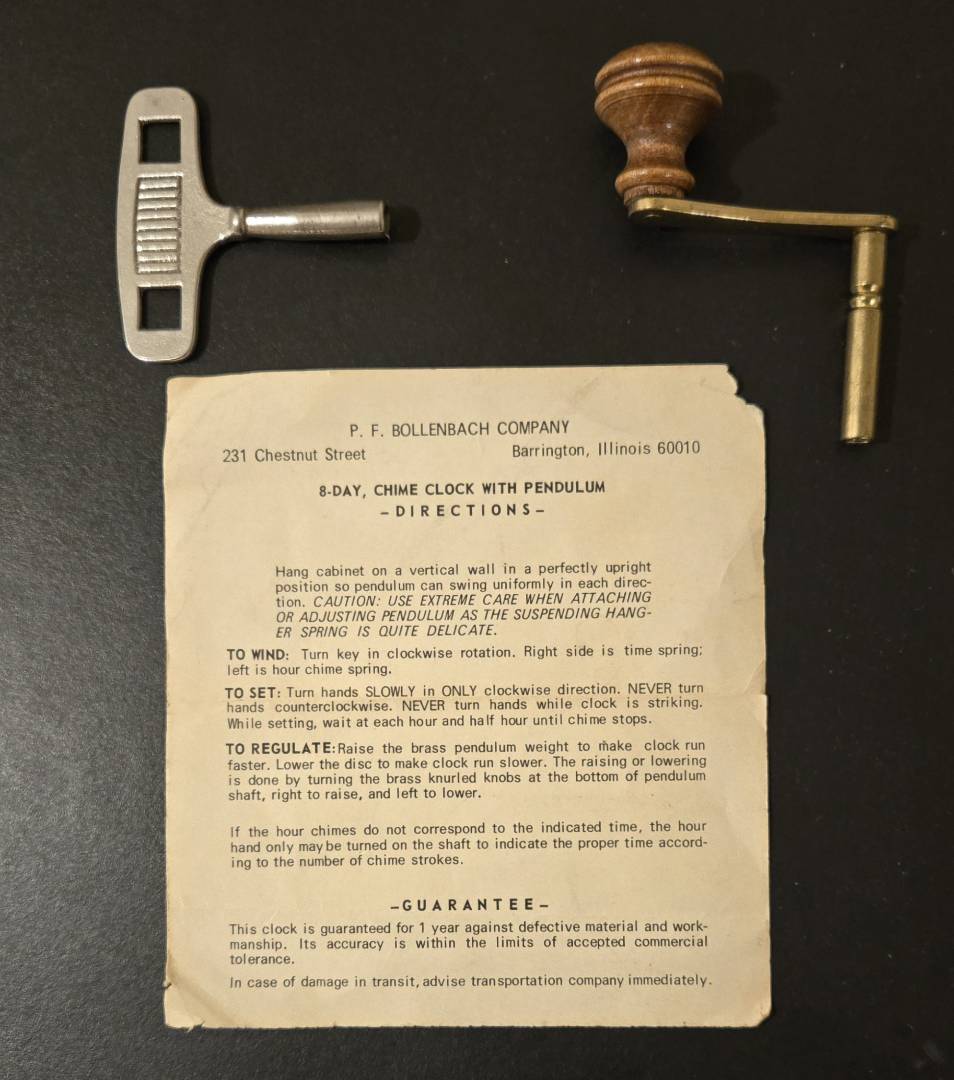 P. F. BOLLENBACH COMPANY
231 Chestnut Street Barrington, Illinois 60010
8-DAY, CHIME CLOCK WITH PENDULUM
–DIRECTIONS–
Hang cabinet on a vertical wall in a perfectly upright
position so pendulum can swing uniformly in each direc-
tion. CAUTION: USE EXTREME CARE WHEN ATTACHING
OR ADJUSTING PENDULUM AS THE SUSPENDING HANG-
ER SPRING IS QUITE DELICATE.
TO WIND: Turn key in clockwise rotation. Right side is time spring;
left is hour chime spring.
TO SET: Turn hands SLOWLY in ONLY clockwise direction. NEVER turn
hands counterclockwise. NEVER turn hands while clock is striking.
While setting, wait at each hour and half hour until chime stops.
TO REGULATE: Raise the brass pendulum weight to make clock run
faster. Lower the disc to make clock run slower. The raising or lowering
is done by turning the brass knurled knobs at the bottom of pendulum
shaft, right to raise, and left to lower.
If the hour chimes do not correspond to the indicated time, the hour
hand only may be turned on the shaft to indicate the proper time accord-
ing to the number of chime strokes.
–GUARANTEE–
This clock is guaranteed for 1 year against defective material and work-
manship. Its accuracy is within the limits of accepted commercial
tolerance.
In case of damage in transit, advise transportation company immediately.